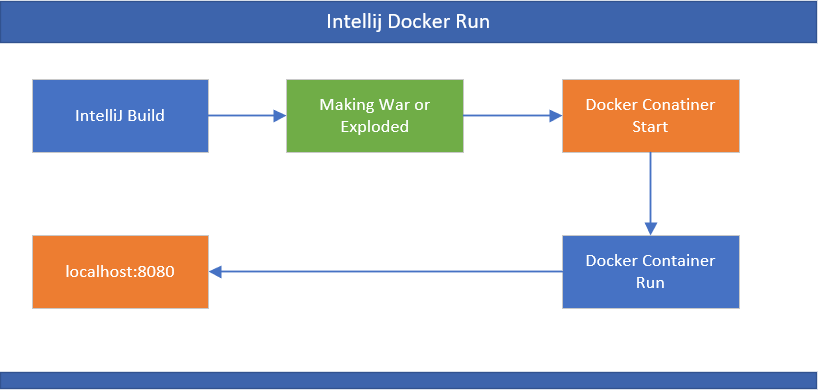 Intellij Docker Run
IntelliJ Build
Making War or
Exploded
Docker Conatiner
Start
localhost:8080
Docker Container
Run